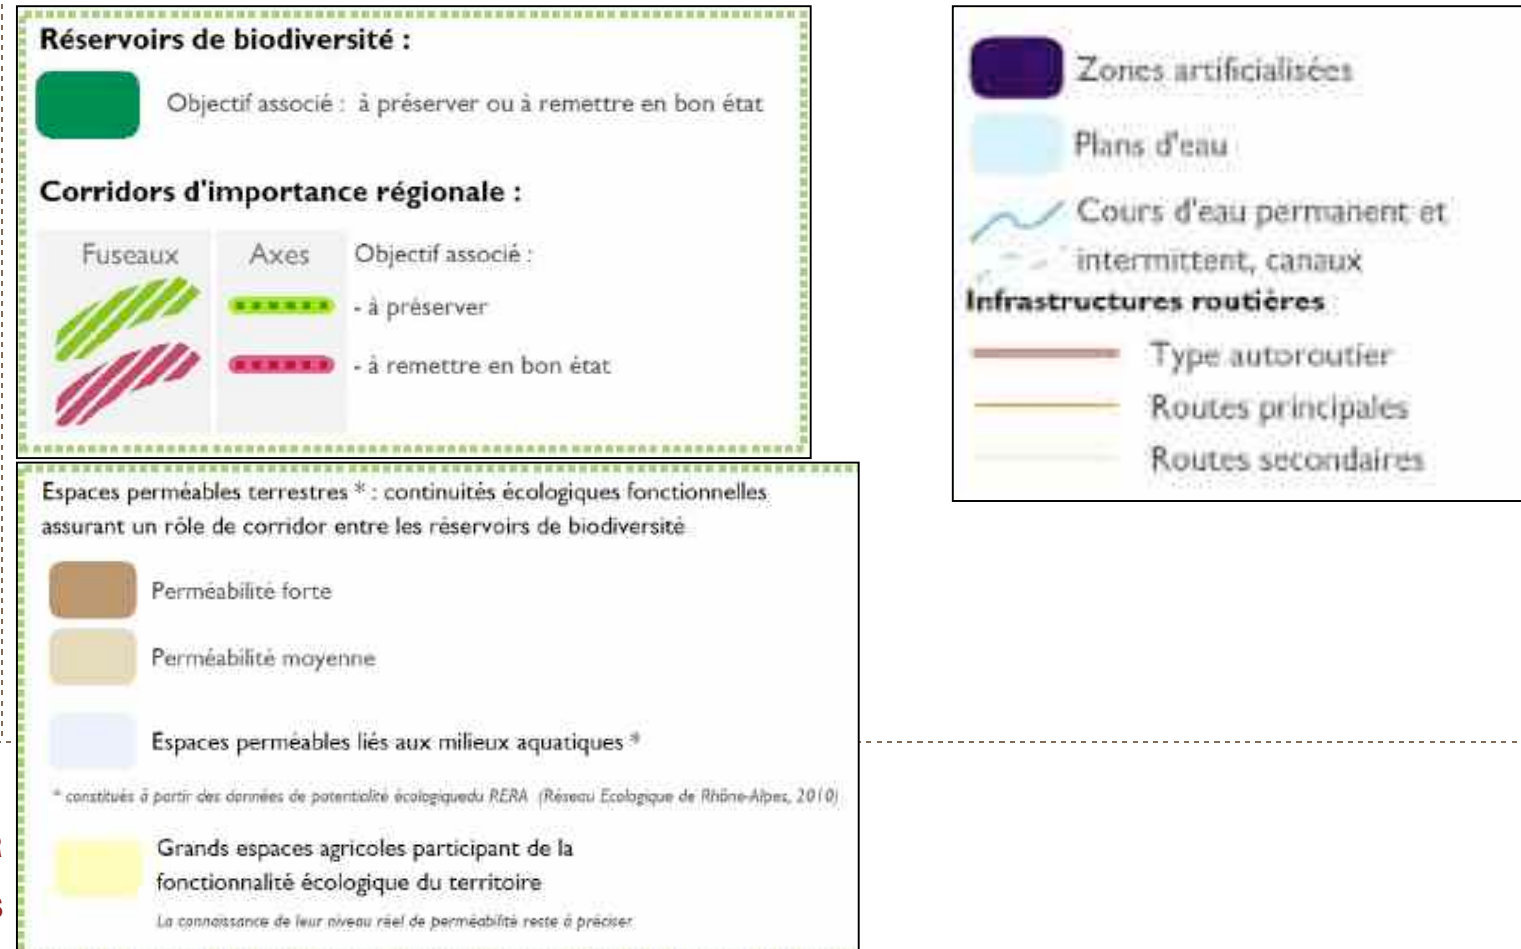 Réservoirs de biodiversité :
Objectif associé : à préserver ou à remettre en bon état
Corridors d'importance régionale :
Fuseaux
Axes
Objectif associé :
- à préserver
- à remettre en bon état
Espaces perméables terrestres * : continuités écologiques fonctionnelles
assurant un rôle de corridor entre les réservoirs de biodiversité
Perméabilité forte
Perméabilité moyenne
Espaces perméables liés aux milieux aquatiques *
* constitués à partir des données de potentialité écologiquedu RERA (Réseau Ecologique de Rhône-Alpes, 2010)
Grands espaces agricoles participant de la
fonctionnalité écologique du territoire
La connaissance de leur niveau réel de perméabilité reste à préciser
Zones artificialisées
Plans d'eau
Cours d'eau permanent et
intermittent, canaux
Infrastructures routières
Type autoroutier
Routes principales
Routes secondaires